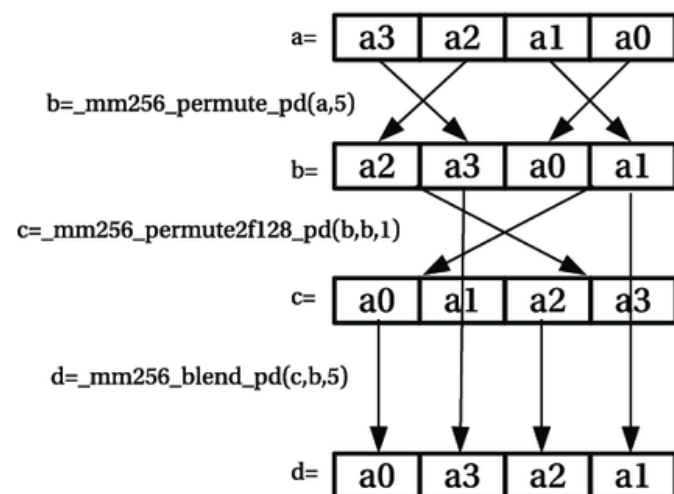 a= a3 a2 a1 a0
b=_mm256_permute_pd(a,5)
b= a2 a3 a0 a1
c=_mm256_permute2f128_pd(b,b,1)
c= a0 a1 a2 a3
d=_mm256_blend_pd(c,b,5)
d= a0 a3 a2 a1